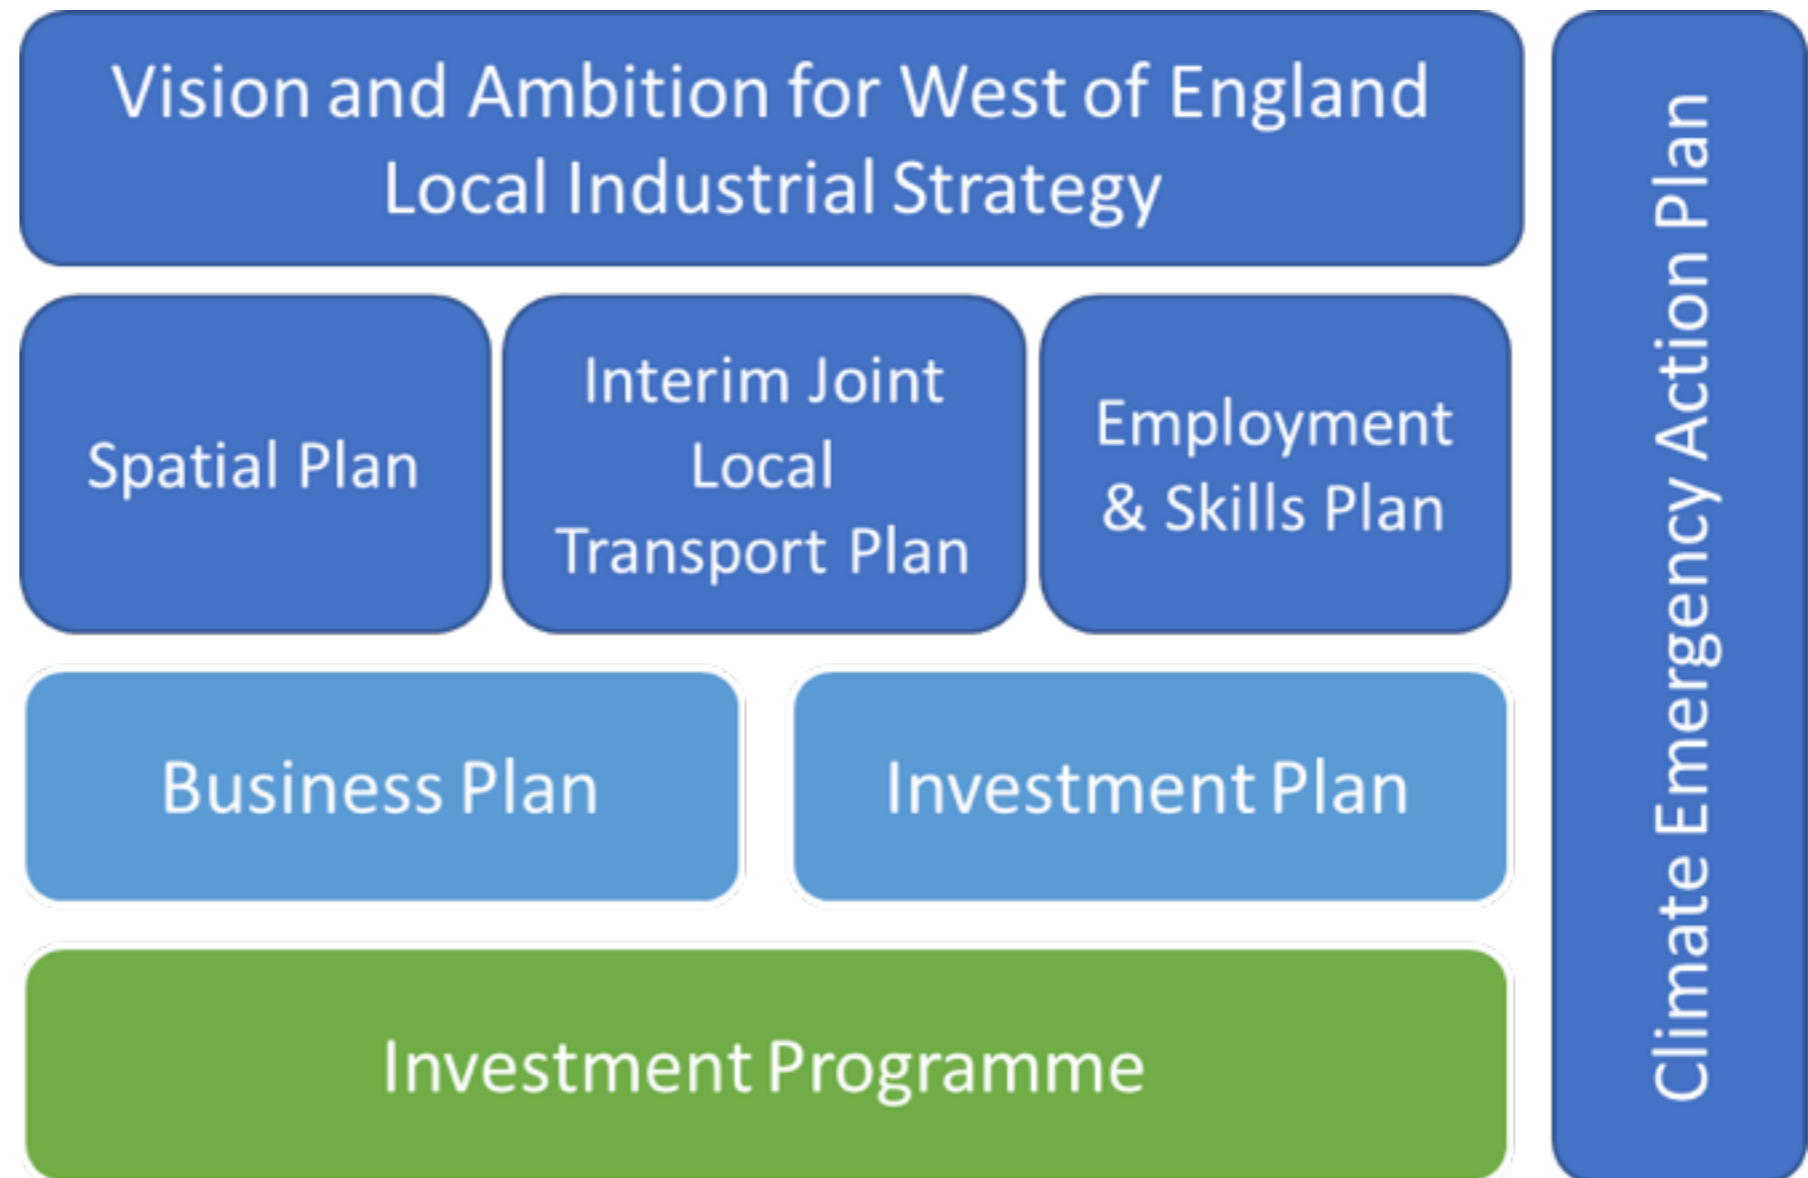 Vision and Ambition for West of England
Local Industrial Strategy
Spatial Plan
Interim Joint
Local
Transport Plan
Employment
& Skills Plan
Business Plan
Investment Plan
Investment Programme
Climate Emergency Action Plan